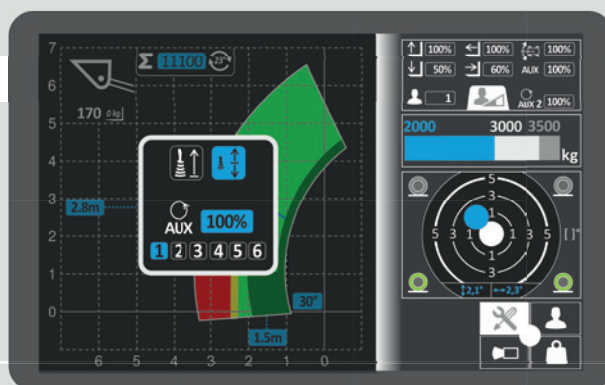 7
6
5
4
3
2
1
0
6 5 4 3 2 1 0
Σ 11100 23°
170 0 kg
2.8m
AUX 100%
1 2 3 4 5 6
30°
1.5m
100% 100% 100%
50% 60% AUX 100%
1 AUX 2 100%
2000 3000 3500
kg
5
3
1
5 3 1 1 3 5
1
3
5
[ ]°
2,1° 2,3°